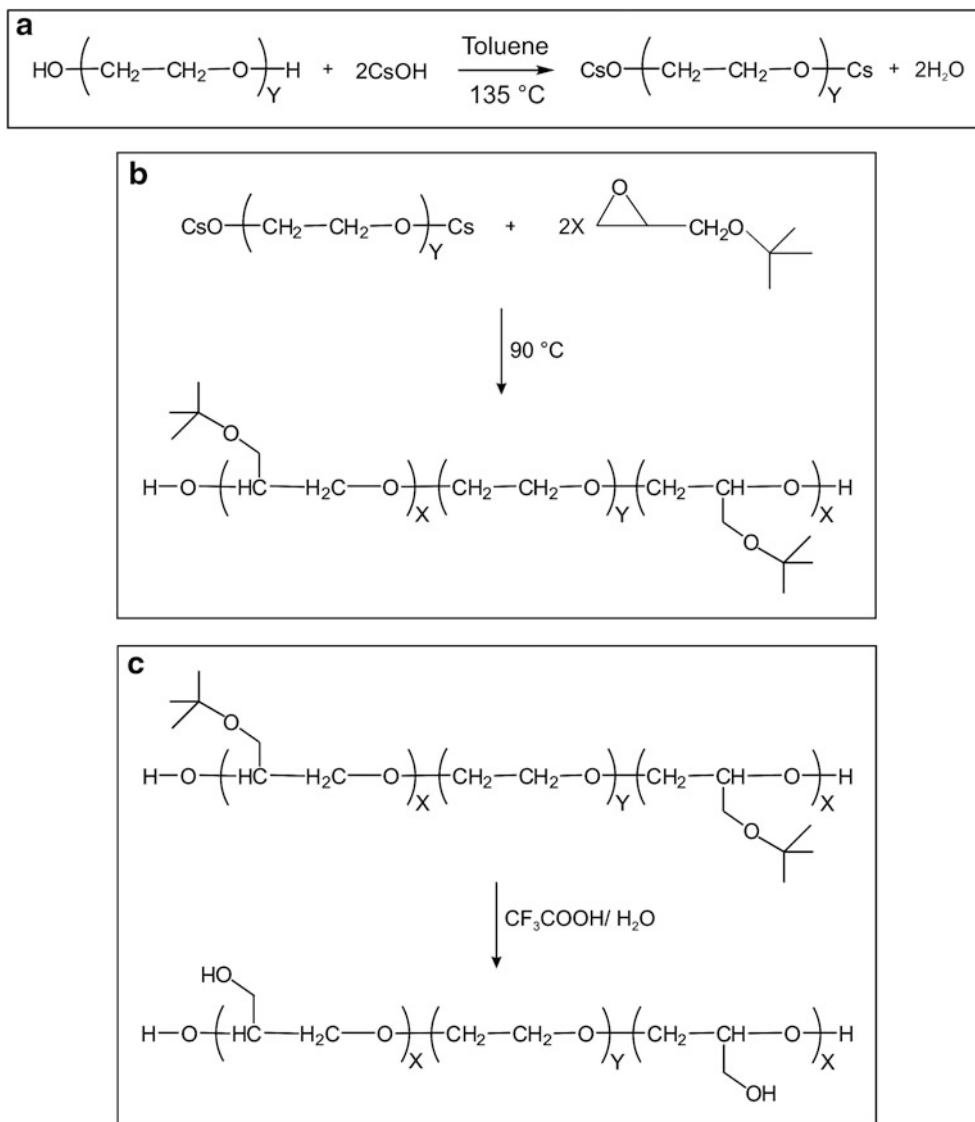 a
Toluene
HO CH₂ CH₂ O H + 2CsOH CsO CH₂ CH₂ O Cs + 2H₂O
Y 135 °C Y
b
O
CsO CH₂ CH₂ O Cs + 2X CH₂O
Y
90 °C
O
H O HC H₂C O CH₂ CH₂ O CH₂ CH O H
X Y X
O
c
O
H O HC H₂C O CH₂ CH₂ O CH₂ CH O H
X Y X
O
CF₃COOH/ H₂O
HO
H O HC H₂C O CH₂ CH₂ O CH₂ CH O H
X Y X
OH